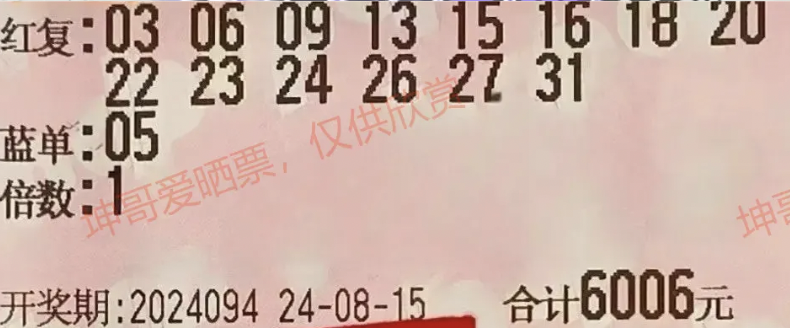 红复:03 06 09 13 15 16 18 20
22 23 24 26 27 31
蓝单:05
倍数:1
坤哥爱晒票，仅供欣赏
坤哥
开奖期:2024094 24-08-15 合计6006元